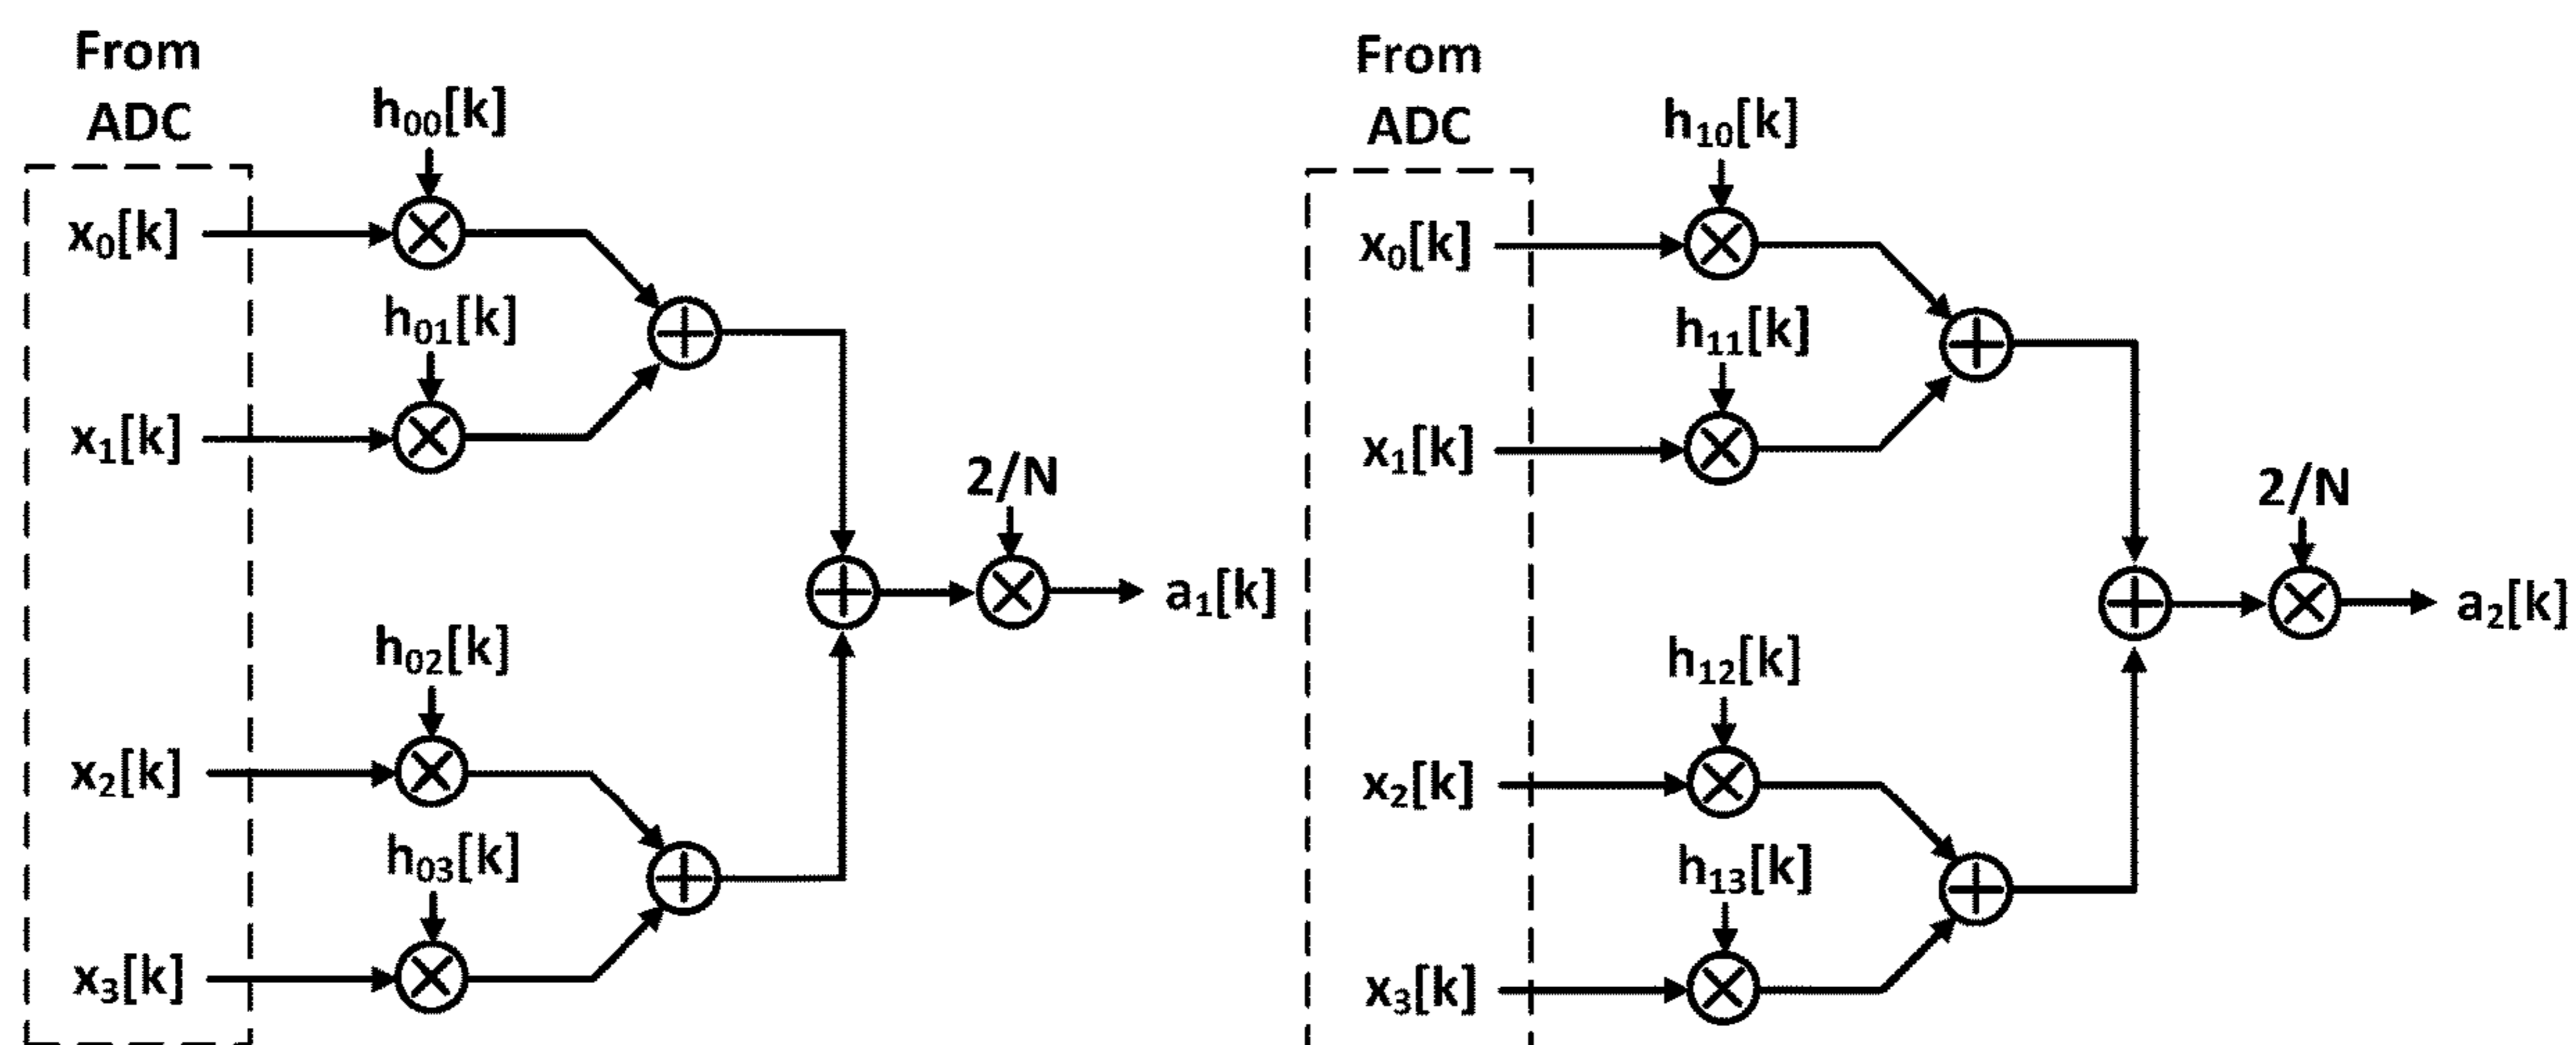 From
ADC
h₀₀[k]
x₀[k]
h₀₁[k]
x₁[k]
2/N
a₁[k]
h₀₂[k]
x₂[k]
h₀₃[k]
x₃[k]
From
ADC
h₁₀[k]
x₀[k]
h₁₁[k]
x₁[k]
2/N
a₂[k]
h₁₂[k]
x₂[k]
h₁₃[k]
x₃[k]